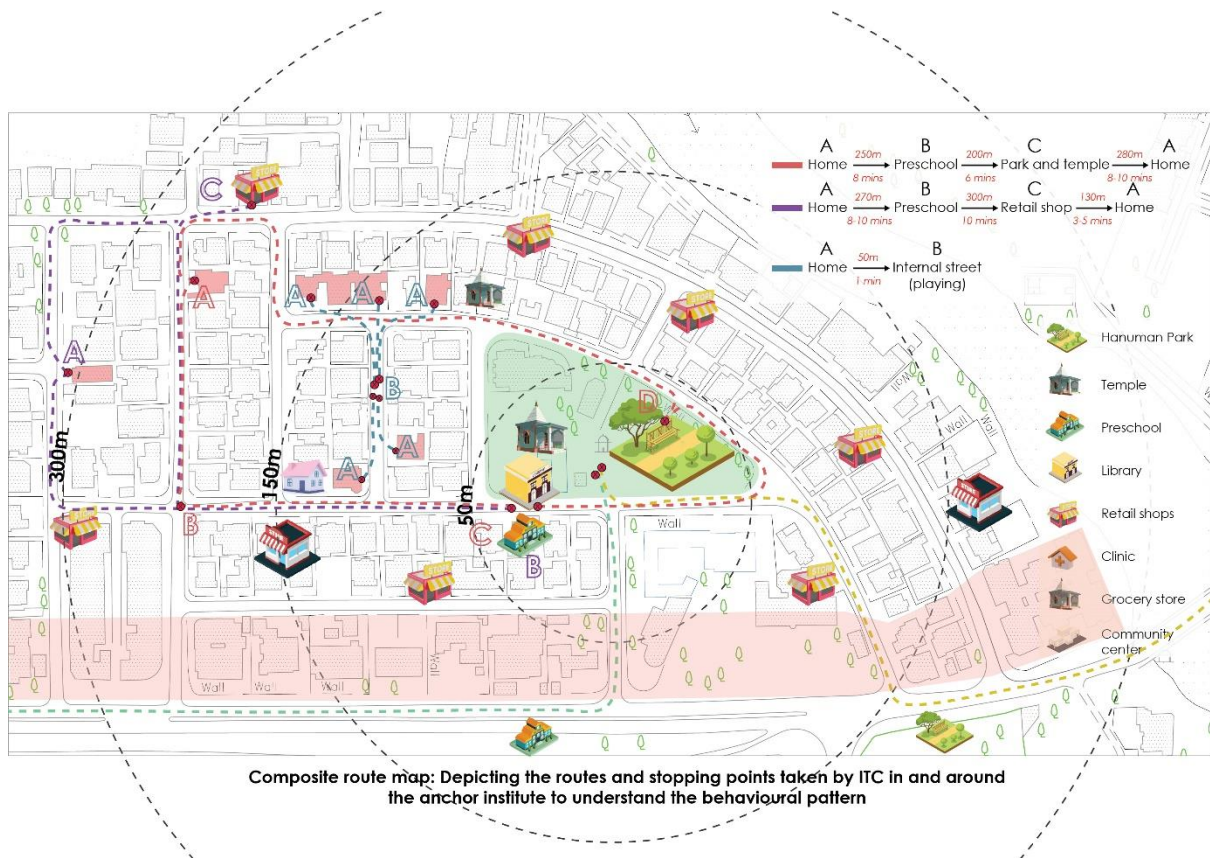 A B C A
Home 250m Preschool 200m Park and temple 280m Home
8 mins 6 mins 8-10 mins
A B C A
Home 270m Preschool 300m Retail shop 130m Home
8-10 mins 10 mins 3-5 mins
A B
Home 50m Internal street
1 min (playing)
Hanuman Park
Temple
Preschool
Library
Retail shops
Clinic
Grocery store
Community
center
C
A
A
A
A
A
B
D
A
A
300m
150m
50m
B
C
B
Wall
Wall
Wall
Wall
Wall
Wall
Wall
Wall
Wall
Composite route map: Depicting the routes and stopping points taken by ITC in and around
the anchor institute to understand the behavioural pattern